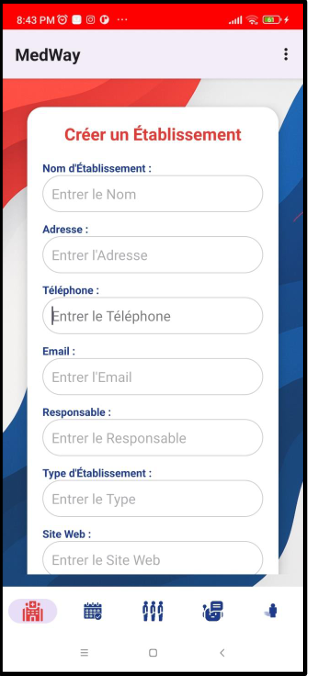 8:43 PM
MedWay
Créer un Établissement
Nom d'Établissement :
Entrer le Nom
Adresse :
Entrer l'Adresse
Téléphone :
Entrer le Téléphone
Email :
Entrer l'Email
Responsable :
Entrer le Responsable
Type d'Établissement :
Entrer le Type
Site Web :
Entrer le Site Web